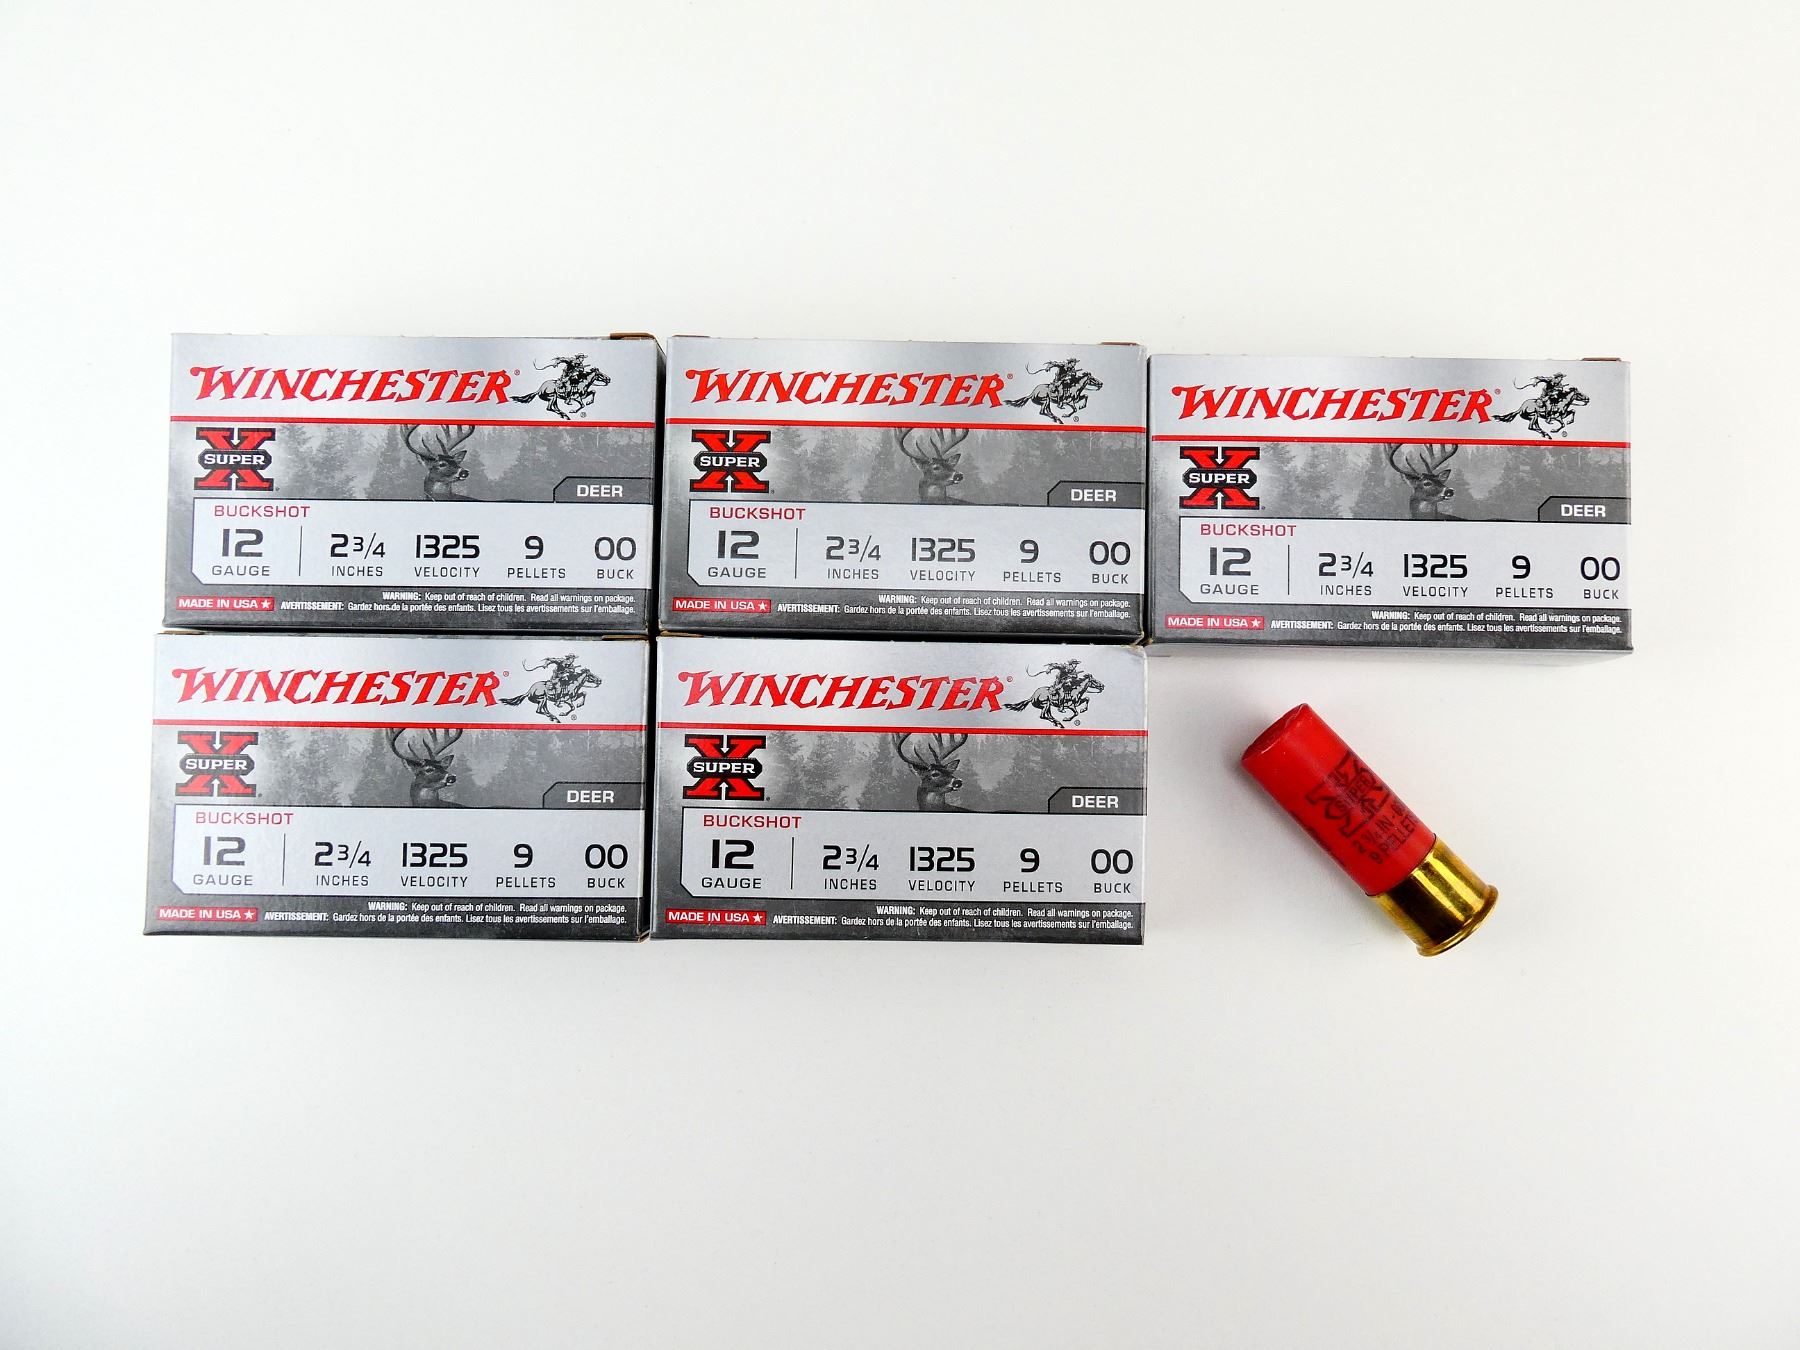 WINCHESTER®
X
SUPER
DEER
BUCKSHOT
12 2 3/4 1325 9 00
GAUGE INCHES VELOCITY PELLETS BUCK
MADE IN USA
WARNING: Keep out of reach of children. Read all warnings on package.
AVERTISSEMENT: Gardez hors de la portée des enfants. Lisez tous les avertissements sur l'emballage.
WINCHESTER®
X
SUPER
DEER
BUCKSHOT
12 2 3/4 1325 9 00
GAUGE INCHES VELOCITY PELLETS BUCK
MADE IN USA
WARNING: Keep out of reach of children. Read all warnings on package.
AVERTISSEMENT: Gardez hors de la portée des enfants. Lisez tous les avertissements sur l'emballage.
WINCHESTER®
X
SUPER
DEER
BUCKSHOT
12 2 3/4 1325 9 00
GAUGE INCHES VELOCITY PELLETS BUCK
MADE IN USA
WARNING: Keep out of reach of children. Read all warnings on package.
AVERTISSEMENT: Gardez hors de la portée des enfants. Lisez tous les avertissements sur l'emballage.
WINCHESTER®
X
SUPER
DEER
BUCKSHOT
12 2 3/4 1325 9 00
GAUGE INCHES VELOCITY PELLETS BUCK
MADE IN USA
WARNING: Keep out of reach of children. Read all warnings on package.
AVERTISSEMENT: Gardez hors de la portée des enfants. Lisez tous les avertissements sur l'emballage.
WINCHESTER®
X
SUPER
DEER
BUCKSHOT
12 2 3/4 1325 9 00
GAUGE INCHES VELOCITY PELLETS BUCK
MADE IN USA
WARNING: Keep out of reach of children. Read all warnings on package.
AVERTISSEMENT: Gardez hors de la portée des enfants. Lisez tous les avertissements sur l'emballage.
X
SUPER
2 3/4 IN
9 PELLET